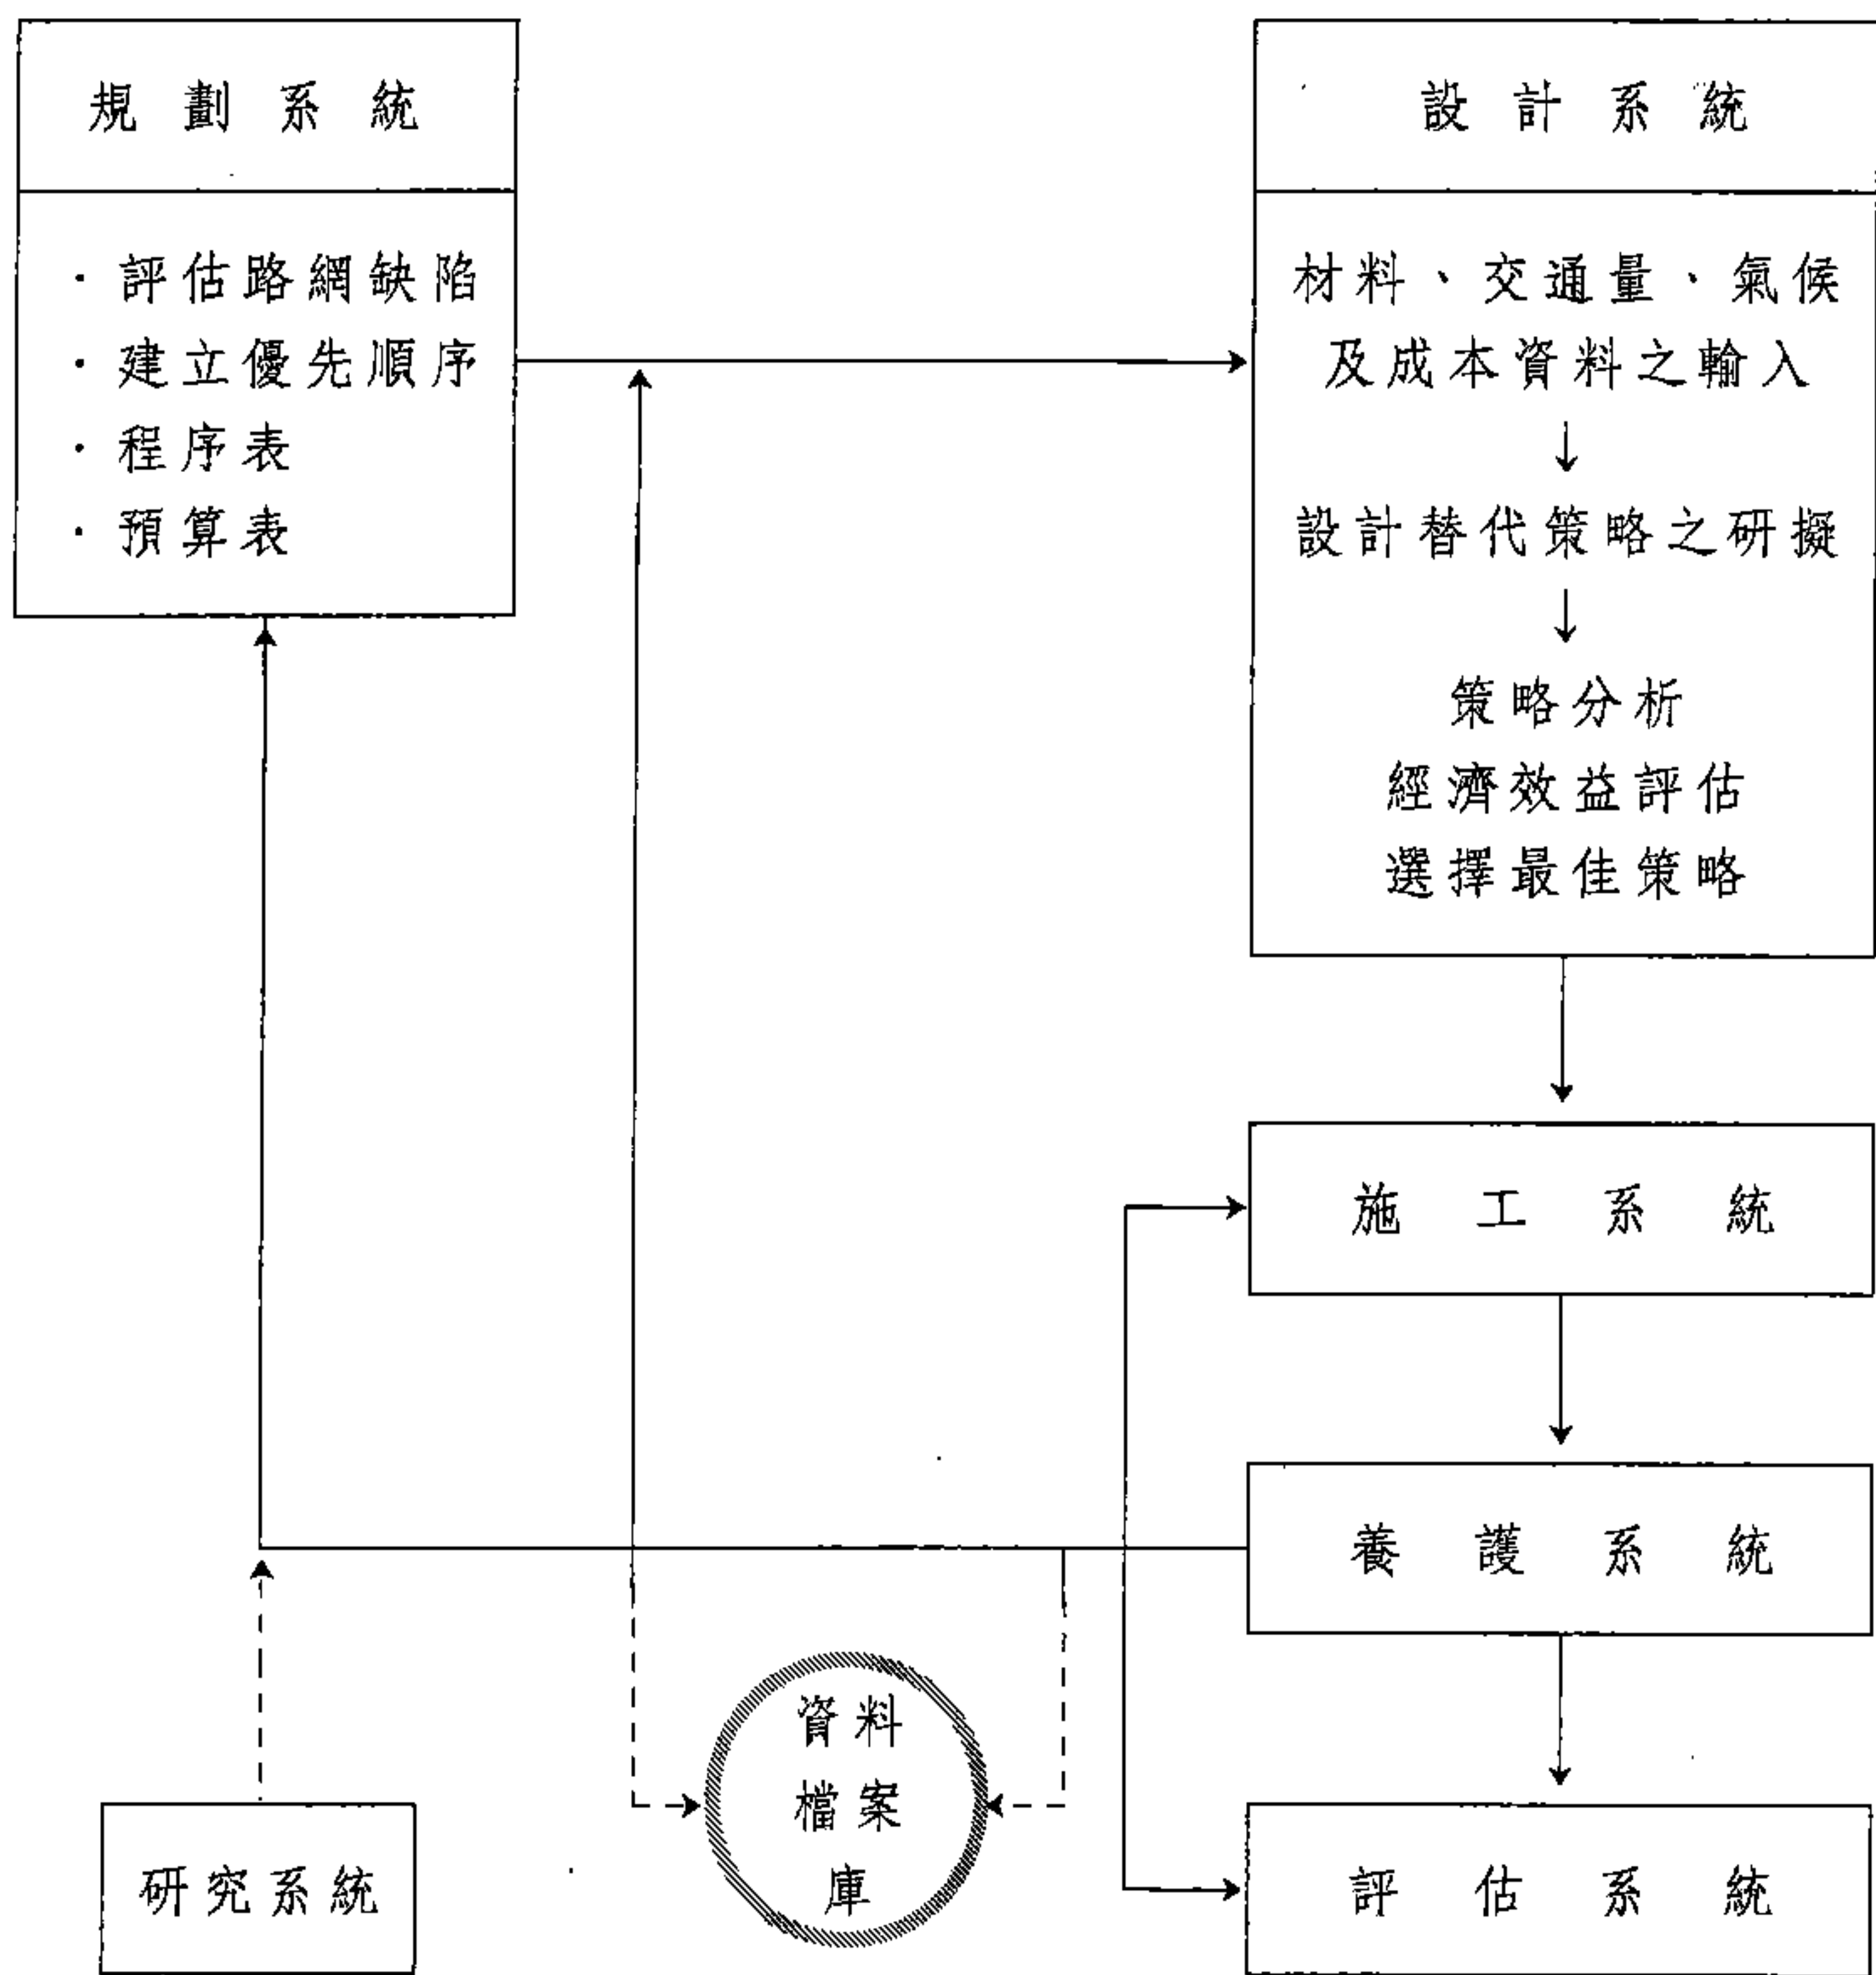 規劃系統
・評估路網缺陷
・建立優先順序
・程序表
・預算表
設計系統
材料、交通量、氣候
及成本資料之輸入
設計替代策略之研擬
策略分析
經濟效益評估
選擇最佳策略
施工系統
養護系統
評估系統
資料
檔案
庫
研究系統